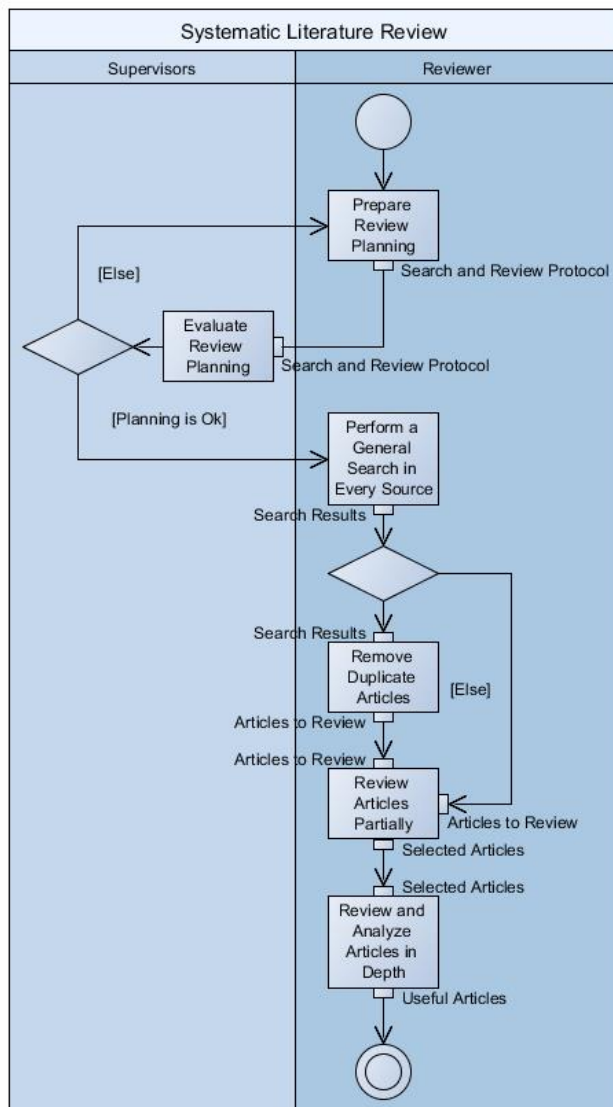 Systematic Literature Review
Supervisors
Reviewer
Prepare
Review
Planning
Search and Review Protocol
[Else]
Evaluate
Review
Planning
Search and Review Protocol
[Planning is Ok]
Perform a
General
Search in
Every Source
Search Results
Search Results
Remove
Duplicate
Articles
[Else]
Articles to Review
Articles to Review
Review
Articles
Partially
Articles to Review
Selected Articles
Selected Articles
Review and
Analyze
Articles in
Depth
Useful Articles